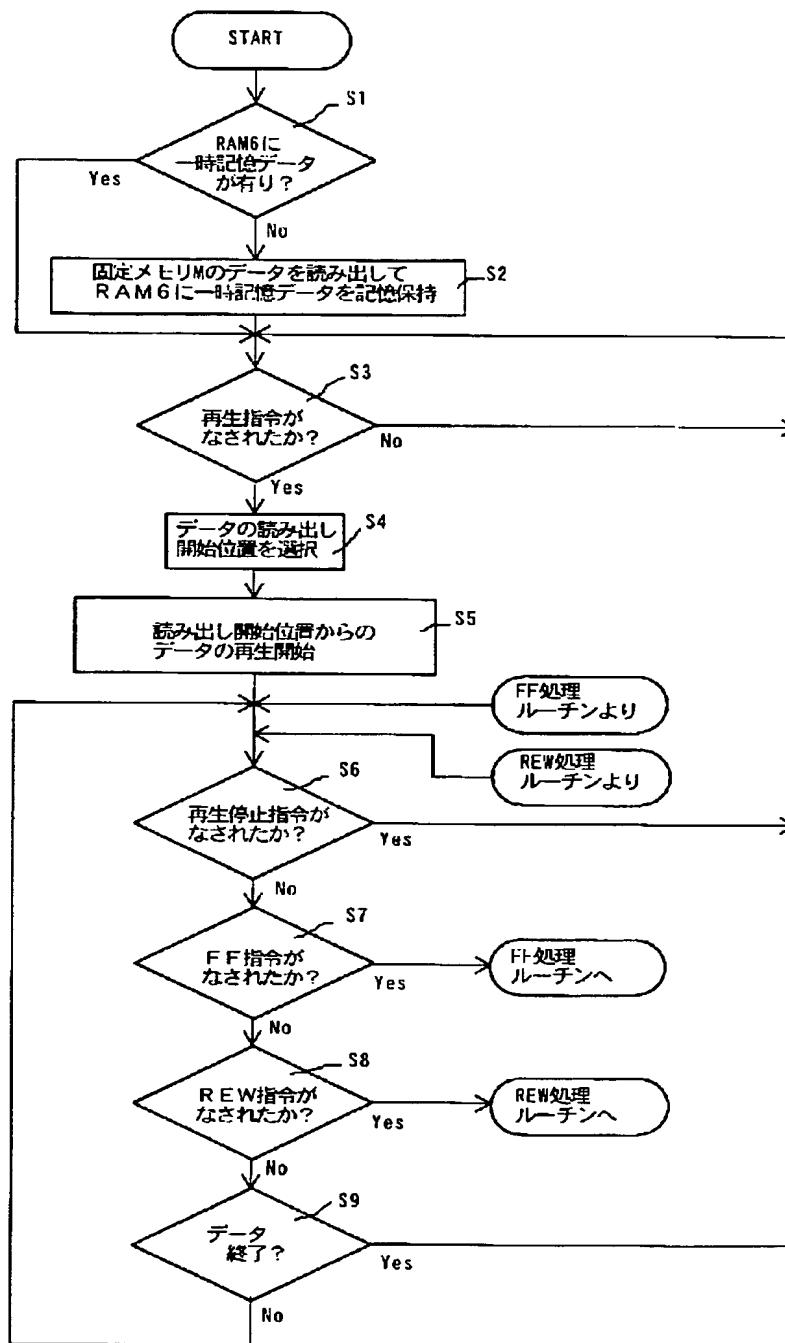 START
S1
RAM6に
一時記憶データ
が有り？
Yes
No
固定メモリMのデータを読み出して
RAM6に一時記憶データを記憶保持
S2
S3
再生指令が
なされたか？
No
Yes
データの読み出し
開始位置を選択
S4
読み出し開始位置からの
データの再生開始
S5
FF処理
ルーチンより
REW処理
ルーチンより
S6
再生停止指令が
なされたか？
Yes
No
S7
FF指令が
なされたか？
Yes
FF処理
ルーチンへ
No
S8
REW指令が
なされたか？
Yes
REW処理
ルーチンへ
No
S9
データ
終了？
Yes
No